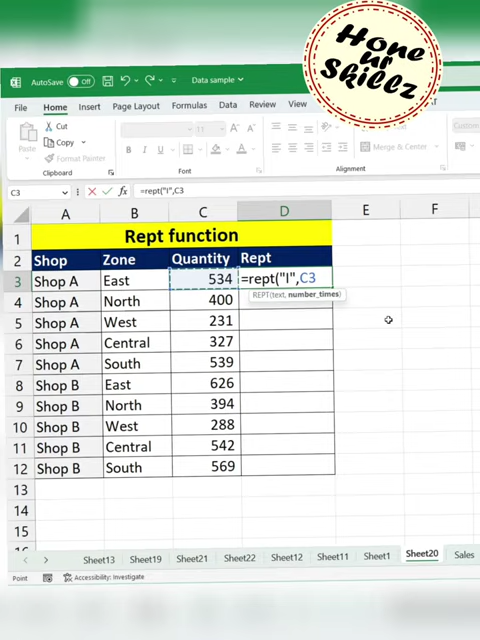 Hone
ur
Skillz
AutoSave Off Data sample
File Home Insert Page Layout Formulas Data Review View
Paste
Cut
Copy
Format Painter
Clipboard
11
Font
Merge & Center
Alignment
Custom
C3 fx =rept("I",C3
A B C D E F
1 Rept function
2 Shop Zone Quantity Rept
3 Shop A East 534 =rept("I",C3
REPT(text, number_times)
4 Shop A North 400
5 Shop A West 231
6 Shop A Central 327
7 Shop A South 539
8 Shop B East 626
9 Shop B North 394
10 Shop B West 288
11 Shop B Central 542
12 Shop B South 569
13
14
15
16
Sheet13 Sheet19 Sheet21 Sheet22 Sheet12 Sheet11 Sheet1 Sheet20 Sales
Point Accessibility: Investigate